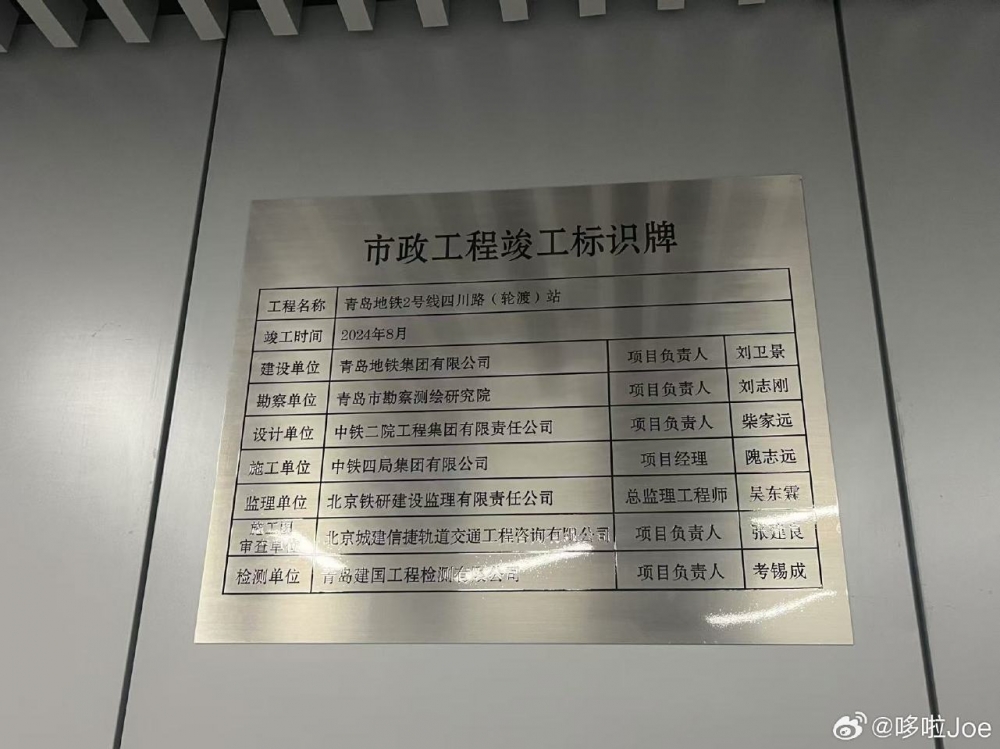 市政工程竣工标识牌
工程名称 青岛地铁2号线四川路（轮渡）站
竣工时间 2024年8月
建设单位 青岛地铁集团有限公司 项目负责人 刘卫景
勘察单位 青岛市勘察测绘研究院 项目负责人 刘志刚
设计单位 中铁二院工程集团有限责任公司 项目负责人 柴家远
施工单位 中铁四局集团有限公司 项目经理 隗志远
监理单位 北京铁研建设监理有限责任公司 总监理工程师 吴东霖
施工图
审查单位 北京城建信捷轨道交通工程咨询有限公司 项目负责人 张建良
检测单位 青岛建国工程检测有限公司 项目负责人 考锡成
@哆啦Joe